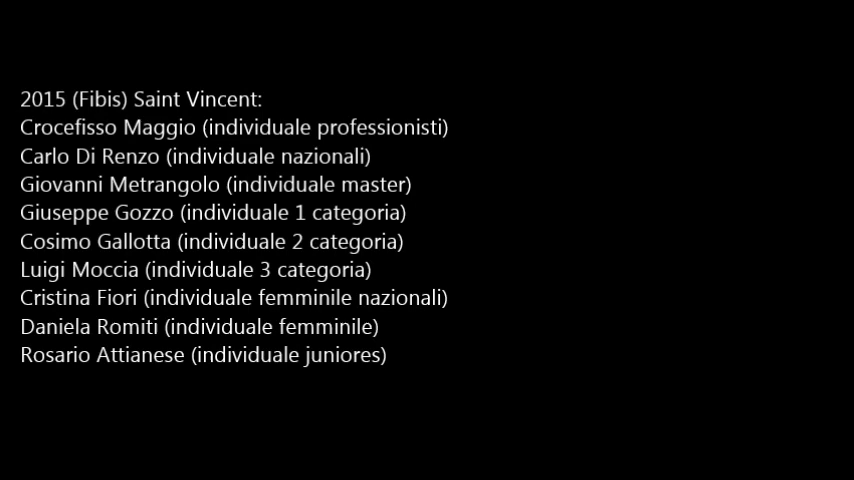 2015 (Fibis) Saint Vincent:
Crocefisso Maggio (individuale professionisti)
Carlo Di Renzo (individuale nazionali)
Giovanni Metrangolo (individuale master)
Giuseppe Gozzo (individuale 1 categoria)
Cosimo Gallotta (individuale 2 categoria)
Luigi Moccia (individuale 3 categoria)
Cristina Fiori (individuale femminile nazionali)
Daniela Romiti (individuale femminile)
Rosario Attianese (individuale juniores)